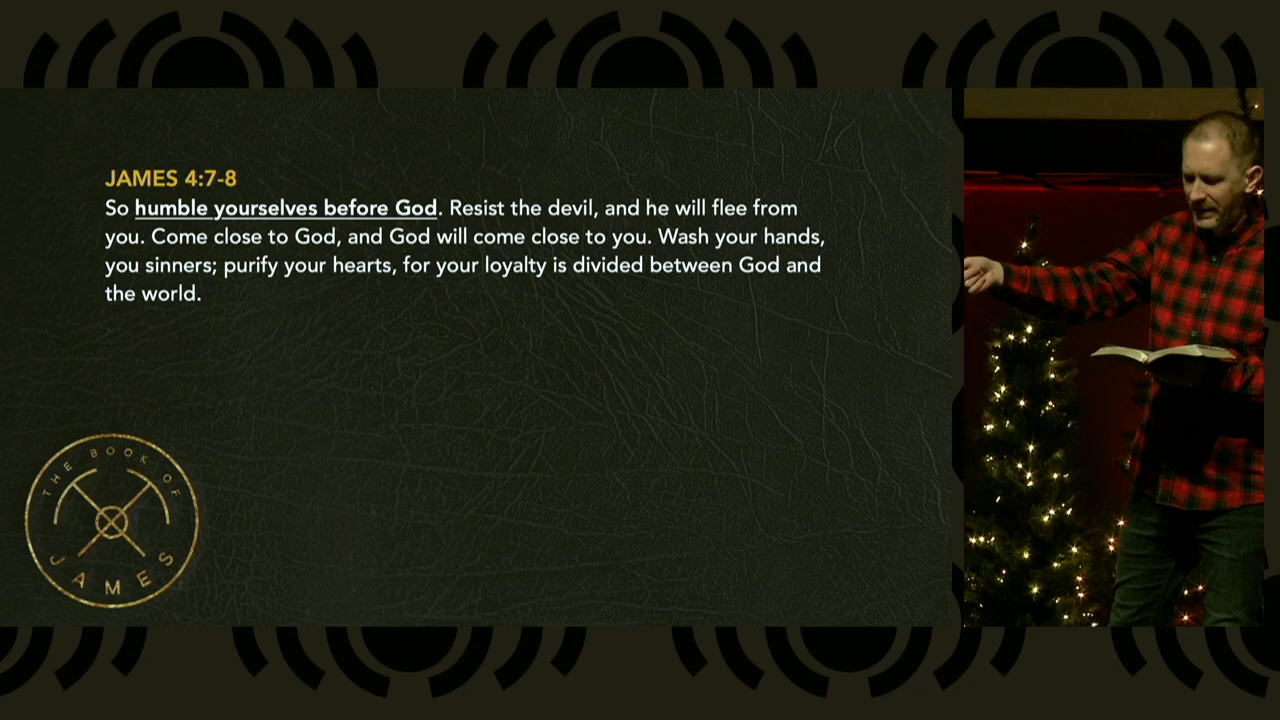 JAMES 4:7-8
So humble yourselves before God. Resist the devil, and he will flee from
you. Come close to God, and God will come close to you. Wash your hands,
you sinners; purify your hearts, for your loyalty is divided between God and
the world.
THE BOOK OF
JAMES